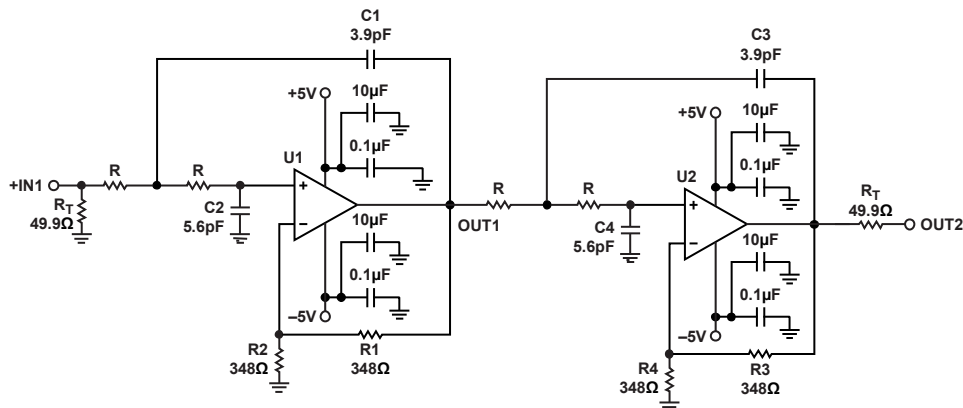 C1
3.9pF
C3
3.9pF
+5V
10µF
0.1µF
U1
+5V
10µF
0.1µF
U2
+IN1
R
R
R_T
49.9Ω
C2
5.6pF
OUT1
R
R
C4
5.6pF
R_T
49.9Ω
OUT2
10µF
0.1µF
–5V
10µF
0.1µF
–5V
R2
348Ω
R1
348Ω
R4
348Ω
R3
348Ω